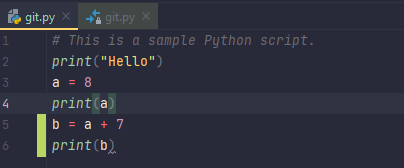 git.py × git.py ×
1 # This is a sample Python script.
2 print("Hello")
3 a = 8
4 print(a)
5 b = a + 7
6 print(b)